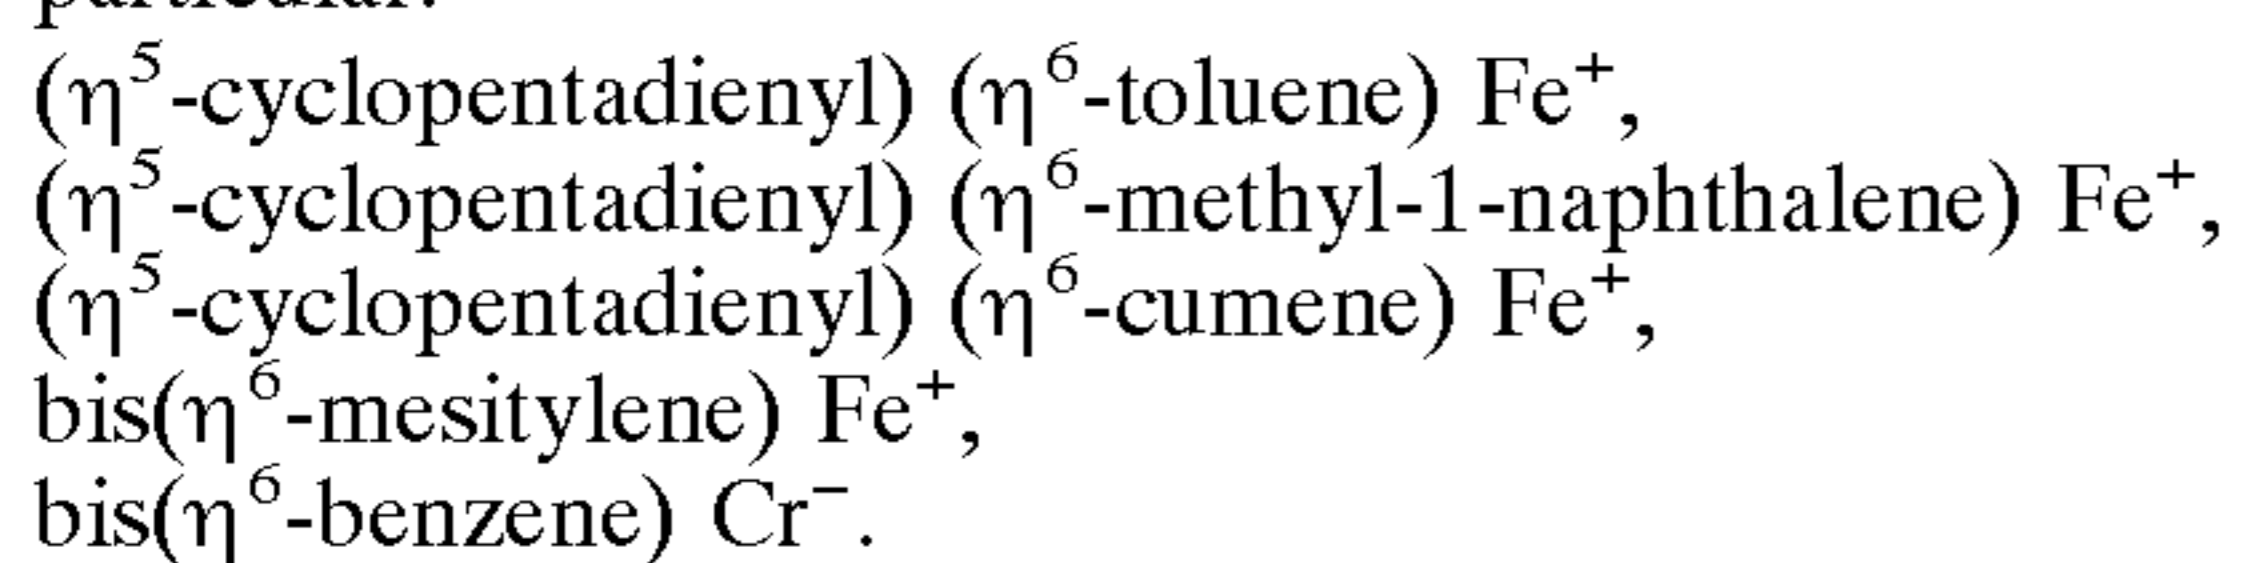 particular:
(η⁵-cyclopentadienyl) (η⁶-toluene) Fe⁺,
(η⁵-cyclopentadienyl) (η⁶-methyl-1-naphthalene) Fe⁺,
(η⁵-cyclopentadienyl) (η⁶-cumene) Fe⁺,
bis(η⁶-mesitylene) Fe⁺,
bis(η⁶-benzene) Cr⁻.